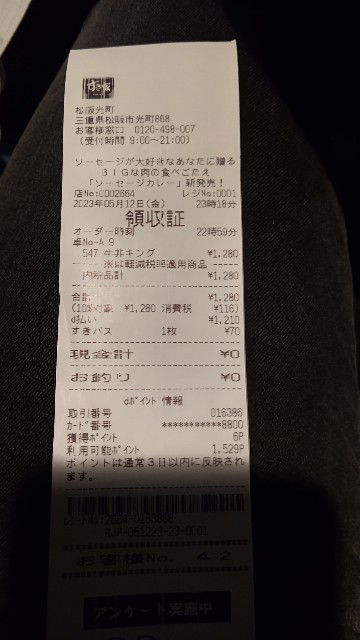 すき家
松阪光町
三重県松阪市光町868
お客様窓口 0120-498-007
(受付時間 9:00~21:00)
ソーセージが大好きなあなたに贈る
BIGな肉の食べごたえ
「ソーセージカレー」新発売!
店No:0002664 レジNo:0001
2023年05月12日(金) 23時18分
領収証
オーダー時刻 22時59分
卓No-A 9
547 牛丼キング ¥1,280
--- ※は軽減税率適用商品 ---
内税品計 ¥1,280
合計 ¥1,280
(10%対象 ¥1,280 消費税 ¥116)
d払い ¥1,210
すきパス 1枚 ¥70
現金計 ¥0
お釣り ¥0
dポイント 情報
取引番号 016386
カード番号 ***********8800
獲得ポイント 6P
利用可能ポイント 1,529P
ポイントは通常3日以内に反映されます。
レシートNo:2664-0163868
RJP-051223-23-0001
お客様No. 42
アンケート実施中